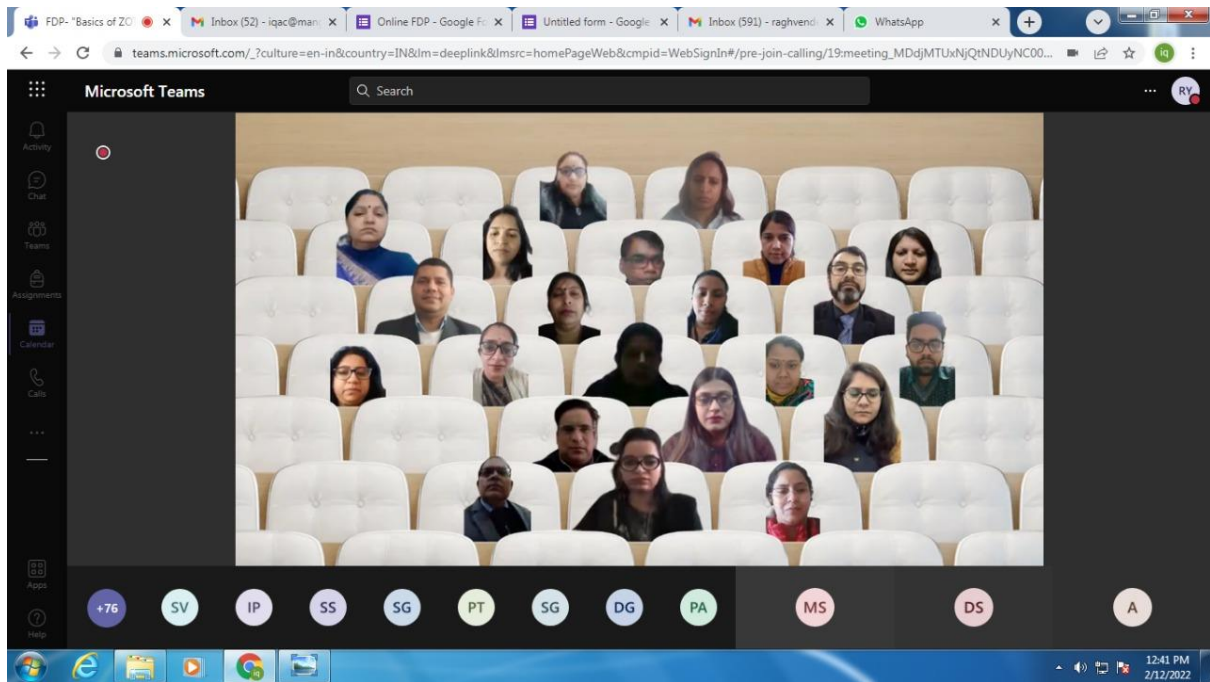 FDP- "Basics of ZO
Inbox (52) - iqac@man
Online FDP - Google Fo
Untitled form - Google
Inbox (591) - raghvend
WhatsApp
teams.microsoft.com/_?culture=en-in&country=IN&lm=deeplink&lmsrc=homePageWeb&cmpid=WebSignIn#/pre-join-calling/19:meeting_MDdjMTUxNjQtNDUyNC00...
iq
Microsoft Teams
Search
RY
Activity
Chat
Teams
Assignments
Calendar
Calls
Apps
Help
+76
SV
IP
SS
SG
PT
SG
DG
PA
MS
DS
A
12:41 PM
2/12/2022